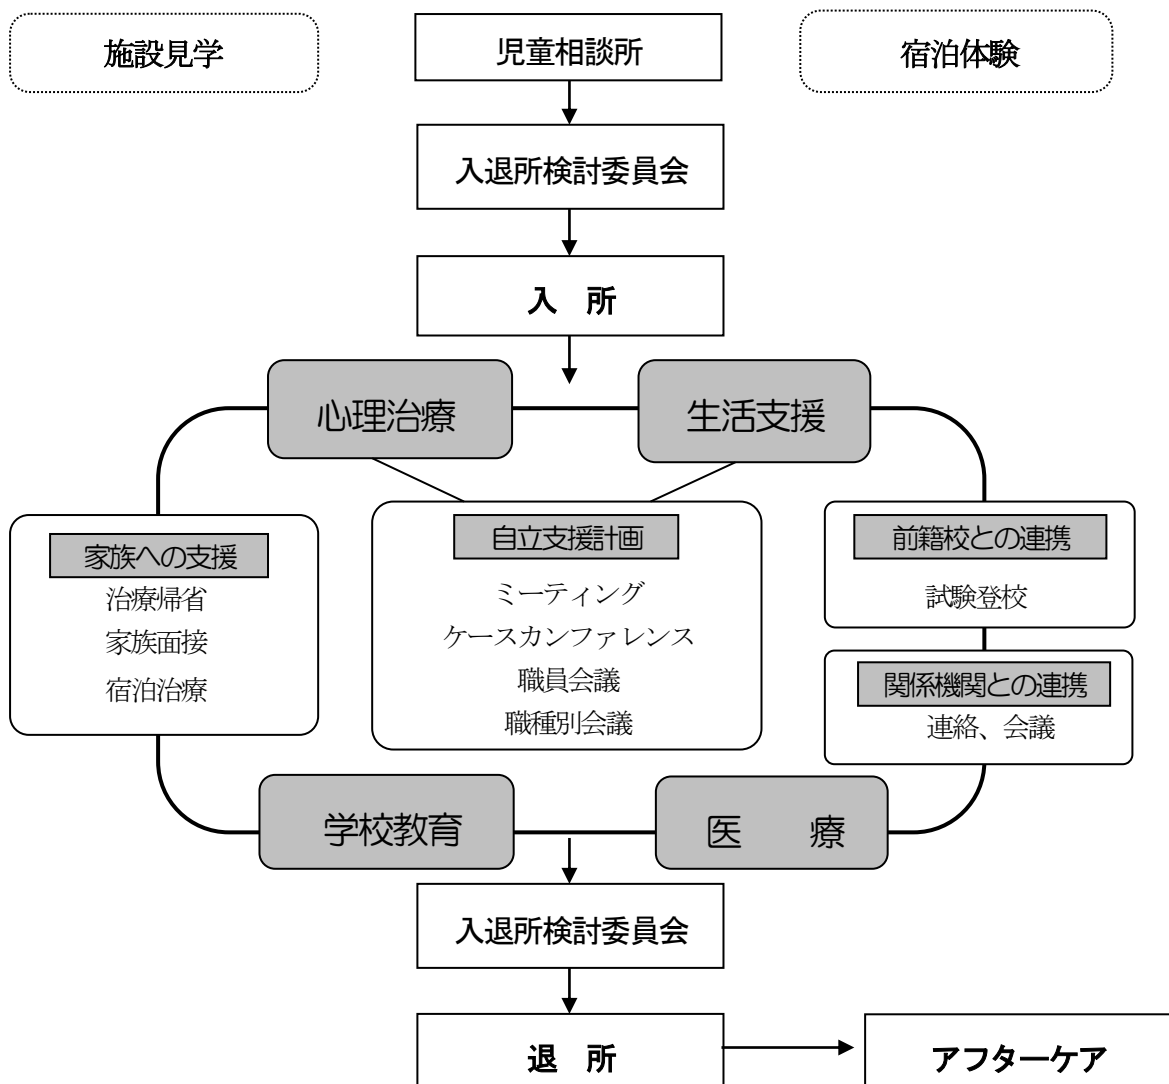 施設見学
児童相談所
宿泊体験
入退所検討委員会
入　所
心理治療
生活支援
家族への支援
治療帰省
家族面接
宿泊治療
自立支援計画
ミーティング
ケースカンファレンス
職員会議
職種別会議
前籍校との連携
試験登校
関係機関との連携
連絡、会議
学校教育
医　　療
入退所検討委員会
退　所
アフターケア